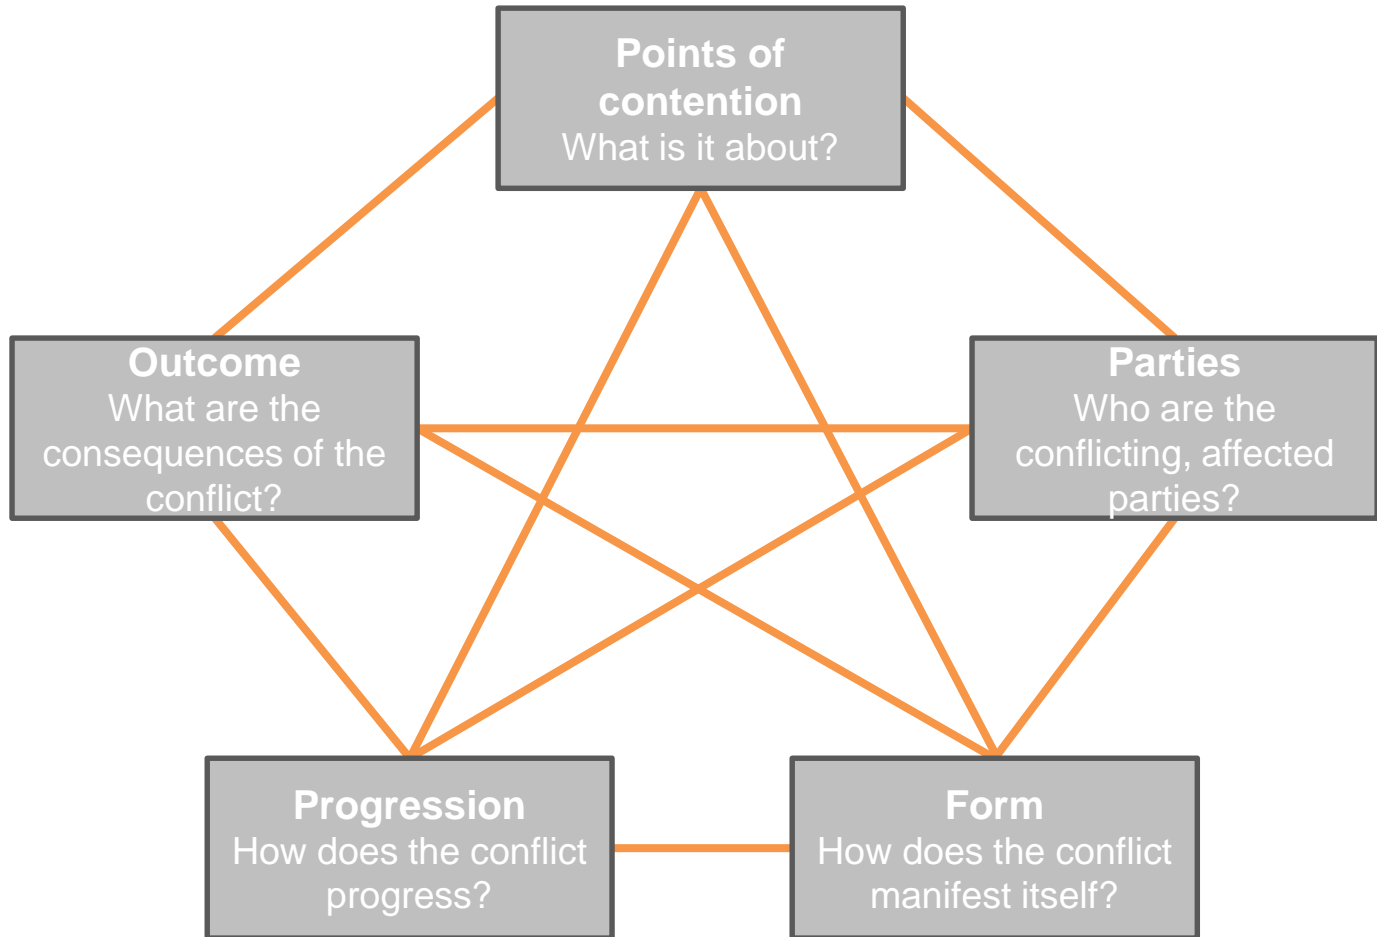 Points of
contention
What is it about?
Outcome
What are the
consequences of the
conflict?
Parties
Who are the
conflicting, affected
parties?
Progression
How does the conflict
progress?
Form
How does the conflict
manifest itself?